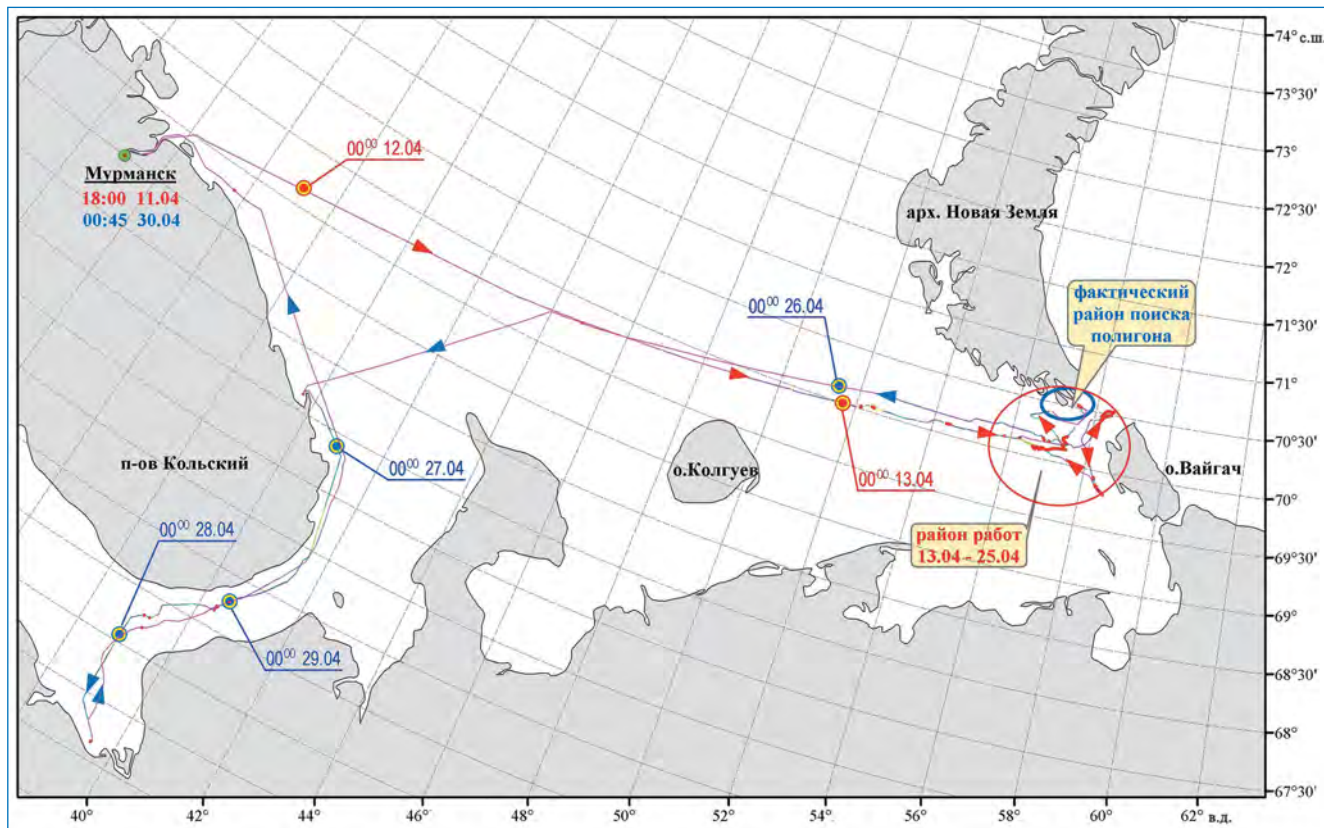 74° с.ш.
73°30'
73°
72°30'
72°
71°30'
71°
70°30'
70°
69°30'
69°
68°30'
68°
67°30'
00⁰⁰ 12.04
Мурманск
18:00 11.04
00:45 30.04
арх. Новая Земля
фактический
район поиска
полигона
00⁰⁰ 26.04
п-ов Кольский
00⁰⁰ 27.04
о.Колгуев
00⁰⁰ 13.04
о.Вайгач
00⁰⁰ 28.04
район работ
13.04 - 25.04
00⁰⁰ 29.04
40°
42°
44°
46°
48°
50°
52°
54°
56°
58°
60°
62°
в.д.